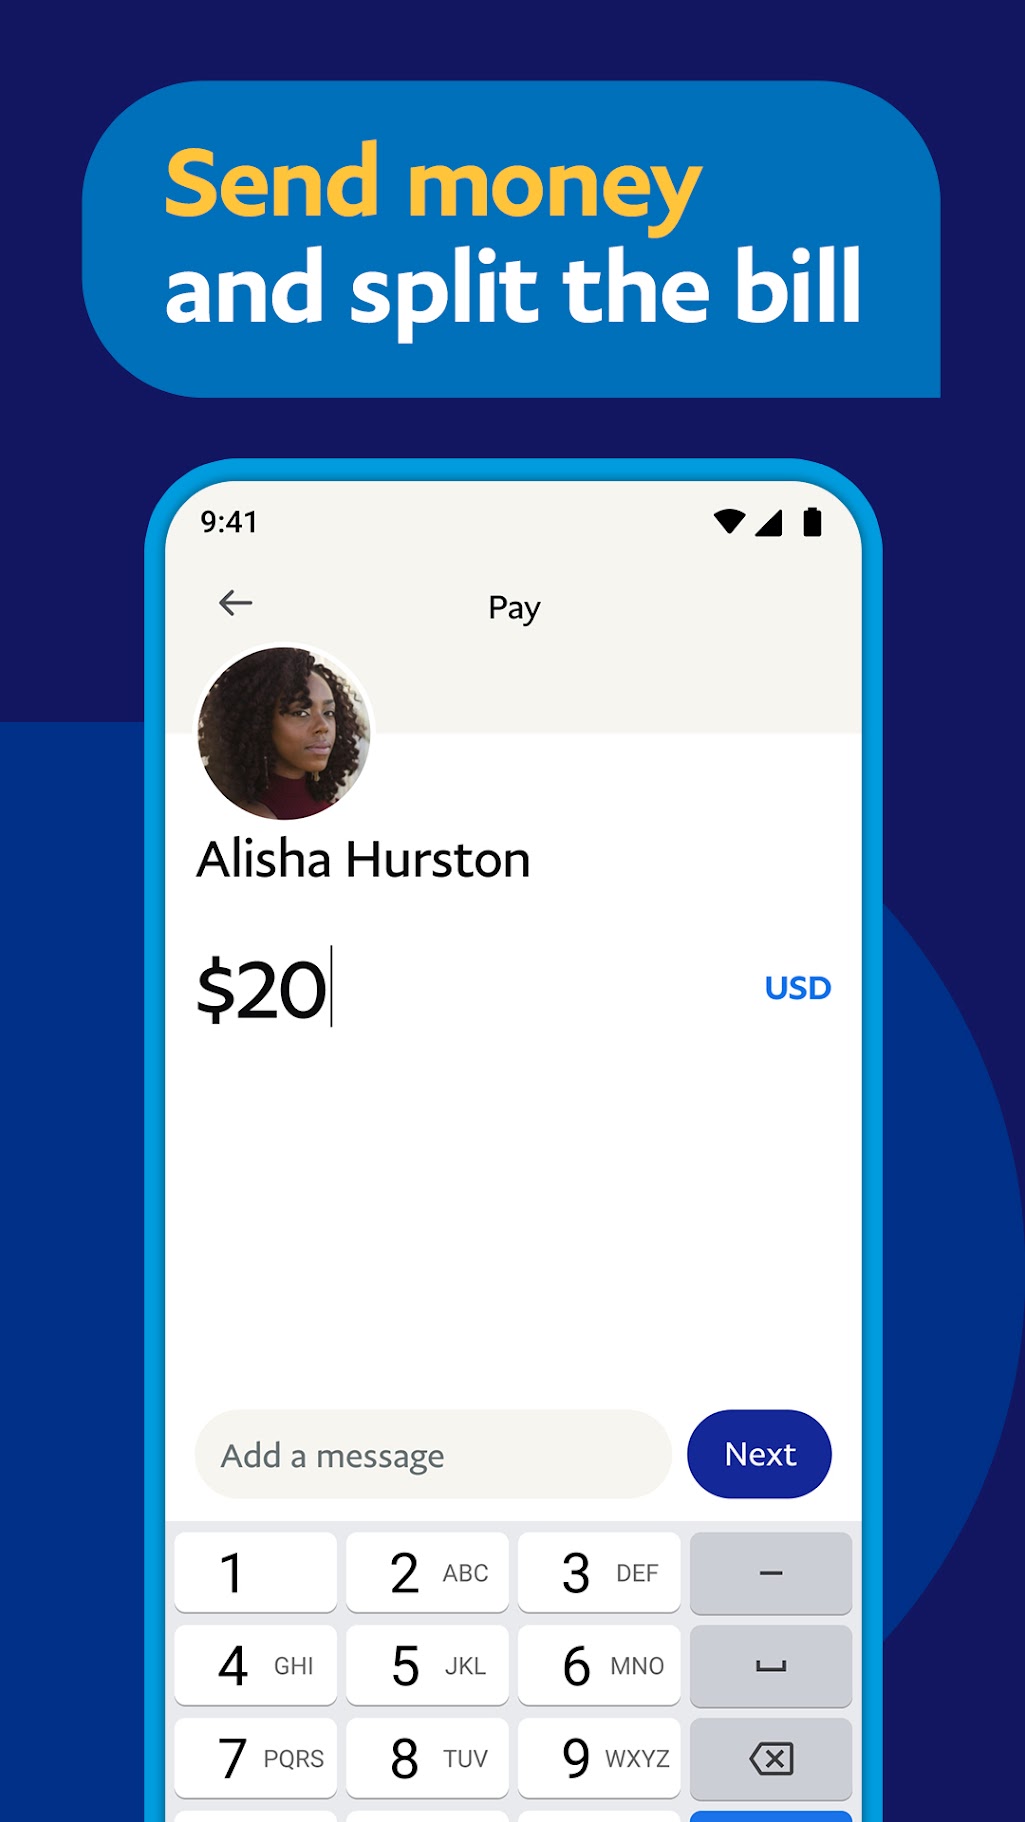 Send money
and split the bill
9:41
Pay
Alisha Hurston
$20 USD
Add a message Next
1 2 ABC 3 DEF –
4 GHI 5 JKL 6 MNO
7 PQRS 8 TUV 9 WXYZ